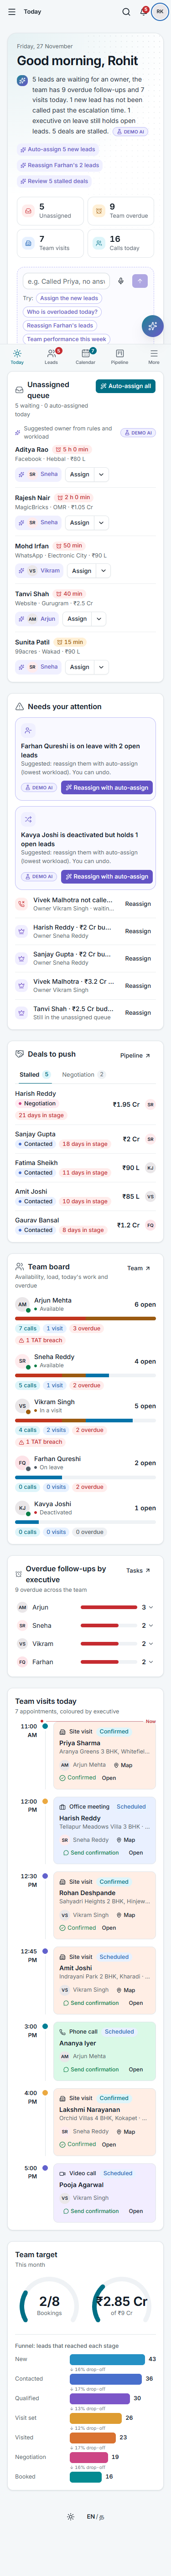 Today
5
RK
Friday, 27 November
Good morning, Rohit
5 leads are waiting for an owner, the
team has 9 overdue follow-ups and 7
visits today. 1 new lead has not been
called past the escalation time. 1
executive on leave still holds open
leads. 5 deals are stalled. DEMO AI
Auto-assign 5 new leads
Reassign Farhan's 2 leads
Review 5 stalled deals
5
Unassigned
9
Team overdue
7
Team visits
16
Calls today
e.g. Called Priya, no ans
Try: Assign the new leads
Who is overloaded today?
Reassign Farhan's leads
Team performance this week
Today
5
Leads
7
Calendar
Pipeline
More
Unassigned
queue
Auto-assign all
5 waiting · 0 auto-assigned
today
Suggested owner from rules and
workload
DEMO AI
Aditya Rao 5 h 0 min
Facebook · Hebbal · ₹80 L
SR Sneha Assign
Rajesh Nair 2 h 0 min
MagicBricks · OMR · ₹1.05 Cr
SR Sneha Assign
Mohd Irfan 50 min
WhatsApp · Electronic City · ₹90 L
VS Vikram Assign
Tanvi Shah 40 min
Website · Gurugram · ₹2.5 Cr
AM Arjun Assign
Sunita Patil 15 min
99acres · Wakad · ₹90 L
SR Sneha Assign
Needs your attention
Farhan Qureshi is on leave with 2 open
leads
Suggested: reassign them with auto-assign
(lowest workload). You can undo.
DEMO AI Reassign with auto-assign
Kavya Joshi is deactivated but holds 1
open leads
Suggested: reassign them with auto-assign
(lowest workload). You can undo.
DEMO AI Reassign with auto-assign
Vivek Malhotra not calle...
Owner Vikram Singh · waitin...
Reassign
Harish Reddy · ₹2 Cr bu...
Owner Sneha Reddy
Reassign
Sanjay Gupta · ₹2 Cr bu...
Owner Sneha Reddy
Reassign
Vivek Malhotra · ₹3.2 Cr ...
Owner Vikram Singh
Reassign
Tanvi Shah · ₹2.5 Cr bud...
Still in the unassigned queue
Reassign
Deals to push
Pipeline
Stalled 5 Negotiation 2
Harish Reddy
Negotiation
21 days in stage
₹1.95 Cr SR
Sanjay Gupta
Contacted 18 days in stage
₹2 Cr SR
Fatima Sheikh
Contacted 11 days in stage
₹90 L KJ
Amit Joshi
Contacted 10 days in stage
₹85 L VS
Gaurav Bansal
Contacted 8 days in stage
₹1.2 Cr FQ
Team board
Team
Availability, load, today's work and
overdue
AM Arjun Mehta
Available
6 open
7 calls 1 visit 3 overdue
1 TAT breach
SR Sneha Reddy
Available
4 open
5 calls 1 visit 2 overdue
VS Vikram Singh
In a visit
5 open
4 calls 2 visits 2 overdue
1 TAT breach
FQ Farhan Qureshi
On leave
2 open
0 calls 0 visits 2 overdue
KJ Kavya Joshi
Deactivated
1 open
0 calls 0 visits 0 overdue
Overdue follow-ups by
executive
Tasks
9 overdue across the team
AM Arjun 3
SR Sneha 2
VS Vikram 2
FQ Farhan 2
Team visits today
7 appointments, coloured by executive
Now
11:00
AM
Site visit Confirmed
Priya Sharma
Aranya Greens 3 BHK, Whitefiel...
AM Arjun Mehta Map
Confirmed Open
12:00
PM
Office meeting Scheduled
Harish Reddy
Tellapur Meadows Villa 3 BHK · ...
SR Sneha Reddy Map
Send confirmation Open
12:30
PM
Site visit Confirmed
Rohan Deshpande
Sahyadri Heights 2 BHK, Hinjew...
VS Vikram Singh Map
Confirmed Open
12:45
PM
Site visit Scheduled
Amit Joshi
Indrayani Park 2 BHK, Kharadi · ...
VS Vikram Singh Map
Send confirmation Open
3:00
PM
Phone call Scheduled
Ananya Iyer
AM Arjun Mehta
Send confirmation Open
4:00
PM
Site visit Confirmed
Lakshmi Narayanan
Orchid Villas 4 BHK, Kokapet · ...
SR Sneha Reddy Map
Confirmed Open
5:00
PM
Video call Scheduled
Pooja Agarwal
VS Vikram Singh
Send confirmation Open
Team target
This month
2/8
Bookings
₹2.85 Cr
of ₹9 Cr
Funnel: leads that reached each stage
New 43
↓ 16% drop-off
Contacted 36
↓ 17% drop-off
Qualified 30
↓ 13% drop-off
Visit set 26
↓ 12% drop-off
Visited 23
↓ 17% drop-off
Negotiation 19
↓ 16% drop-off
Booked 16
EN / हि